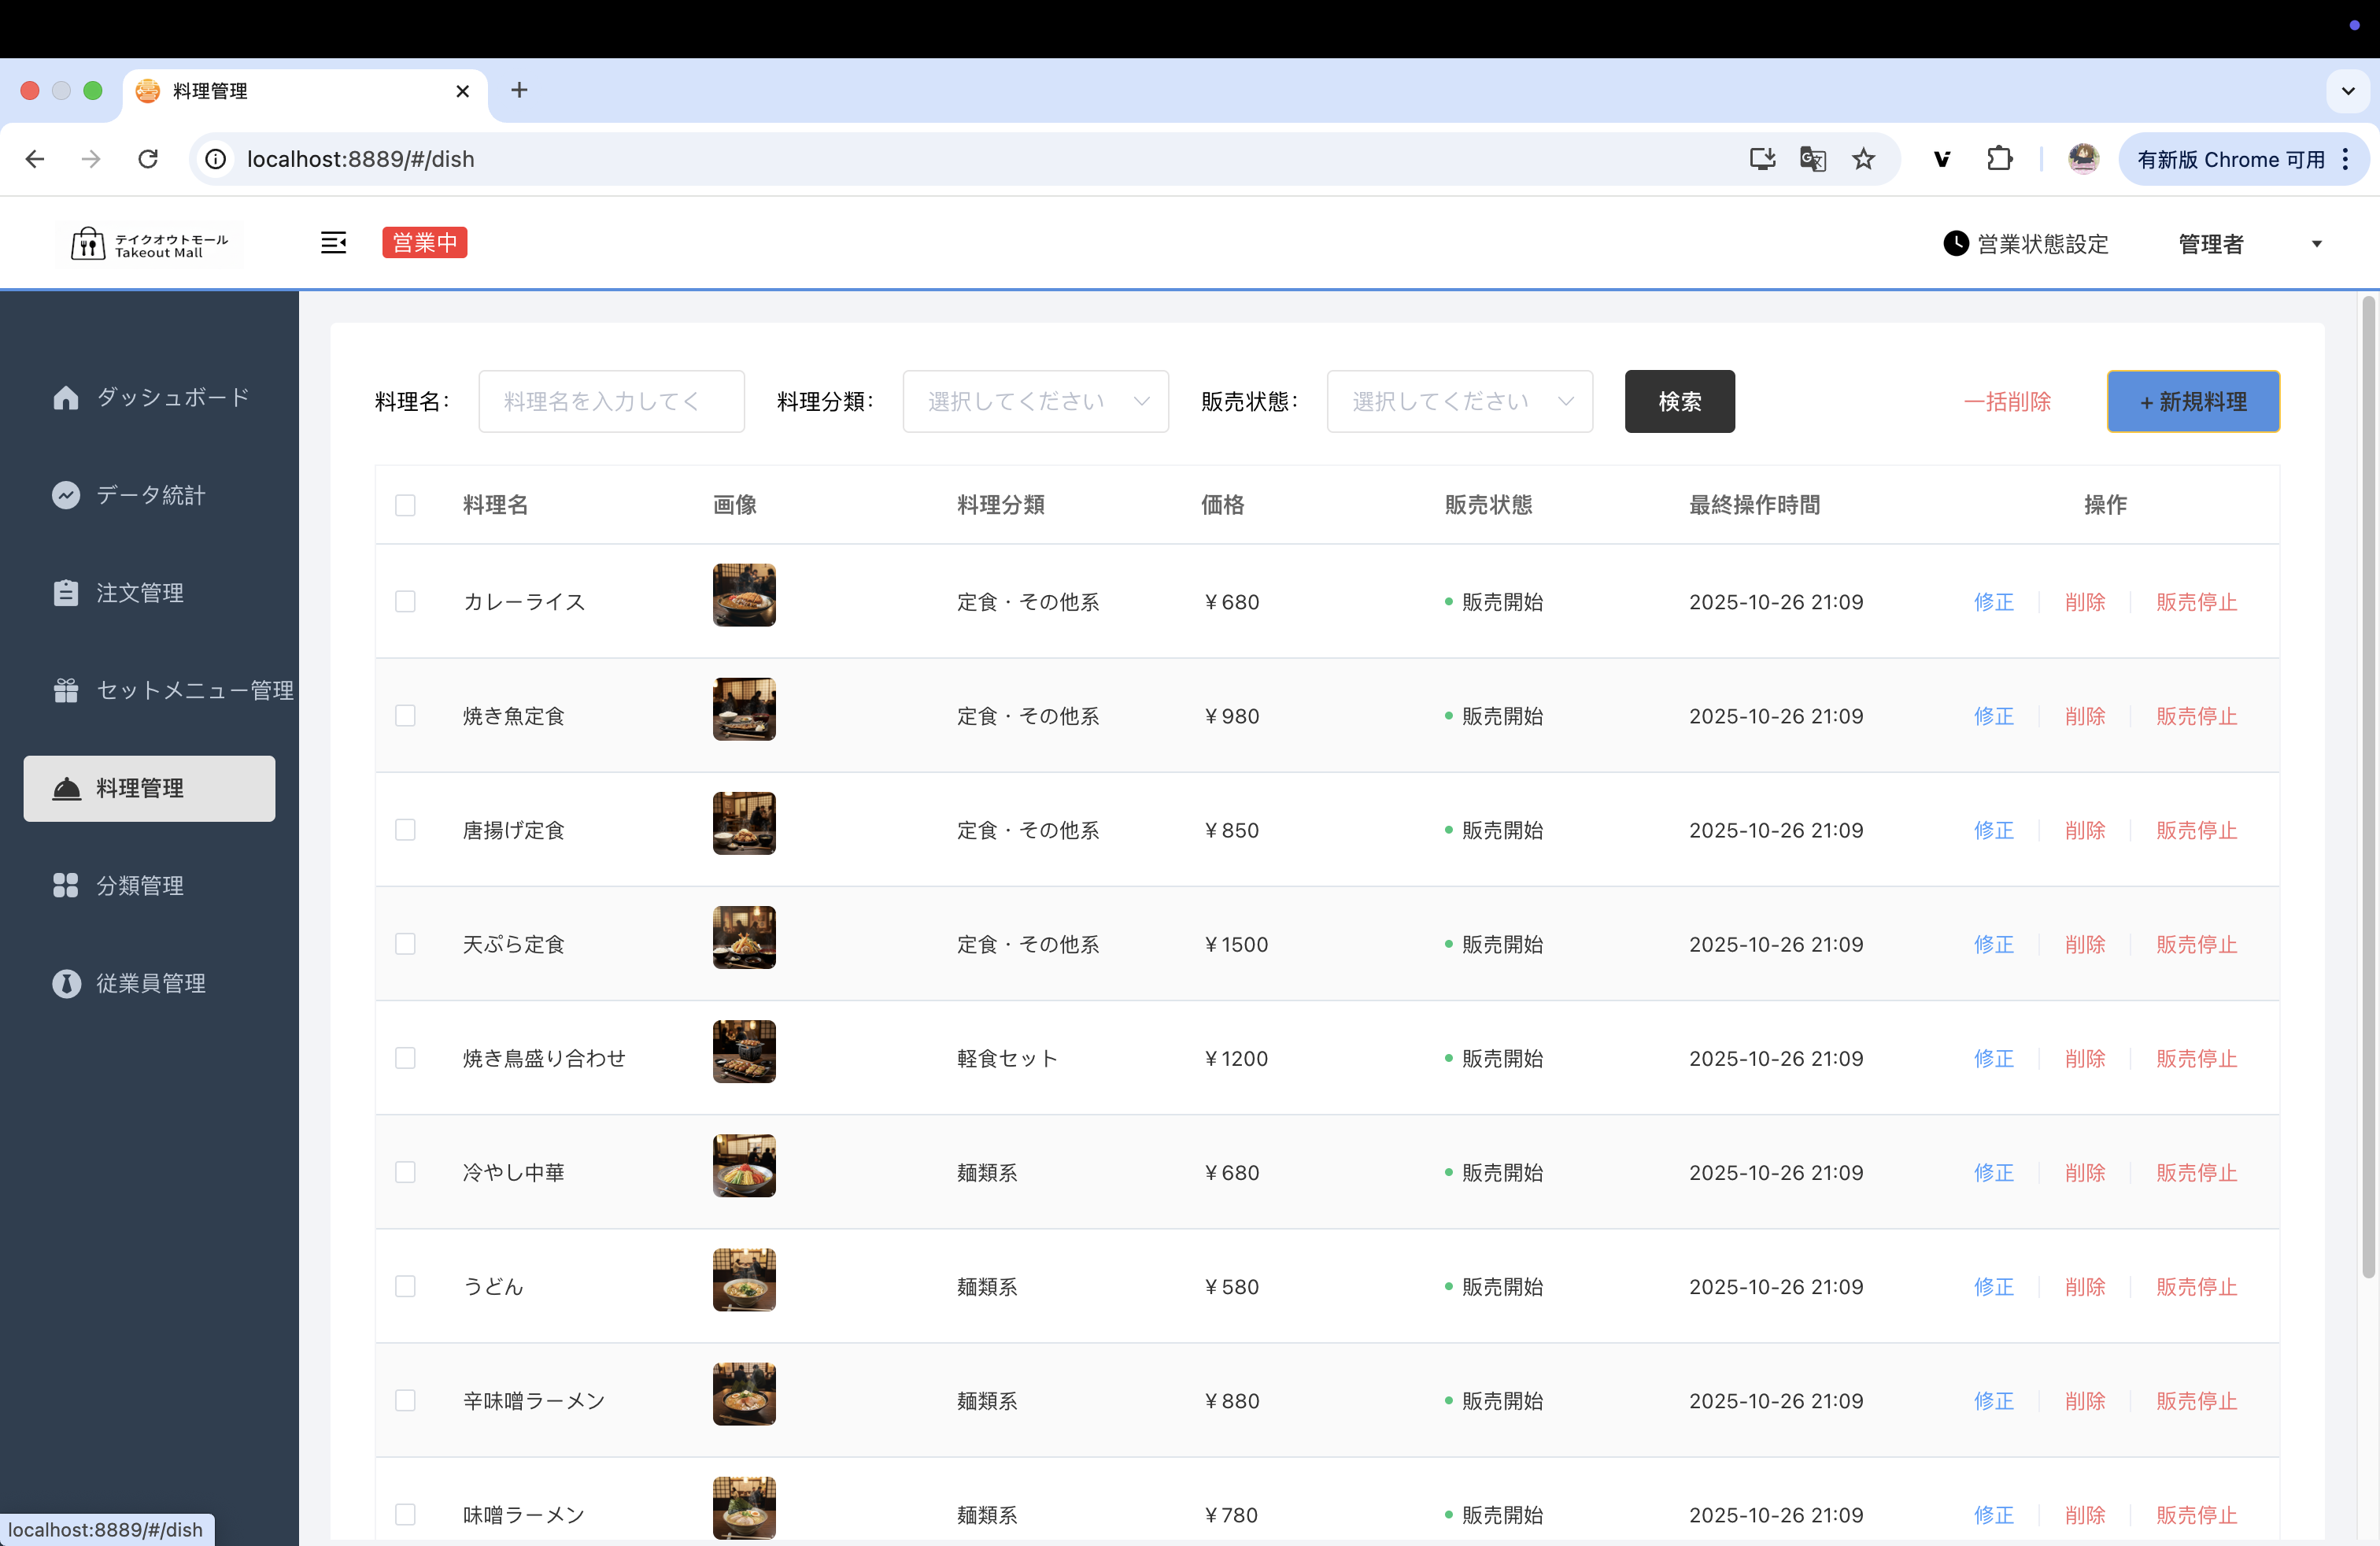 料理管理
localhost:8889/#/dish
有新版 Chrome 可用
テイクオウトモール
Takeout Mall
営業中
営業状態設定
管理者
ダッシュボード
データ統計
注文管理
セットメニュー管理
料理管理
分類管理
従業員管理
料理名: 料理名を入力してく 料理分類: 選択してください 販売状態: 選択してください 検索 一括削除 + 新規料理
料理名 画像 料理分類 価格 販売状態 最終操作時間 操作
カレーライス 定食・その他系 ¥680 販売開始 2025-10-26 21:09 修正 削除 販売停止
焼き魚定食 定食・その他系 ¥980 販売開始 2025-10-26 21:09 修正 削除 販売停止
唐揚げ定食 定食・その他系 ¥850 販売開始 2025-10-26 21:09 修正 削除 販売停止
天ぷら定食 定食・その他系 ¥1500 販売開始 2025-10-26 21:09 修正 削除 販売停止
焼き鳥盛り合わせ 軽食セット ¥1200 販売開始 2025-10-26 21:09 修正 削除 販売停止
冷やし中華 麺類系 ¥680 販売開始 2025-10-26 21:09 修正 削除 販売停止
うどん 麺類系 ¥580 販売開始 2025-10-26 21:09 修正 削除 販売停止
辛味噌ラーメン 麺類系 ¥880 販売開始 2025-10-26 21:09 修正 削除 販売停止
味噌ラーメン 麺類系 ¥780 販売開始 2025-10-26 21:09 修正 削除 販売停止
localhost:8889/#/dish